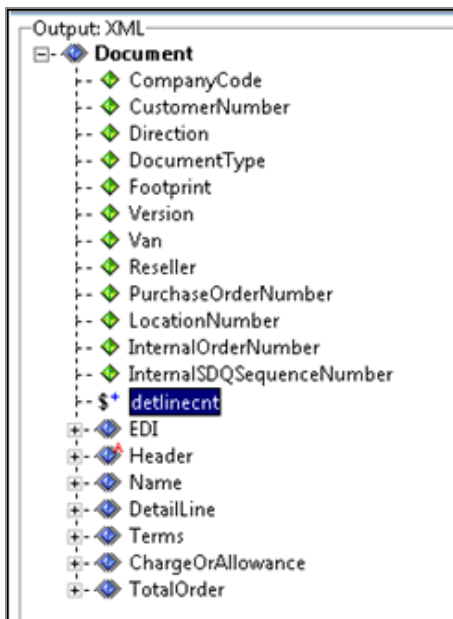 Output: XML
Document
CompanyCode
CustomerNumber
Direction
DocumentType
Footprint
Version
Van
Reseller
PurchaseOrderNumber
LocationNumber
InternalOrderNumber
InternalSDQSequenceNumber
$+ detlinecnt
EDI
Header
Name
DetailLine
Terms
ChargeOrAllowance
TotalOrder